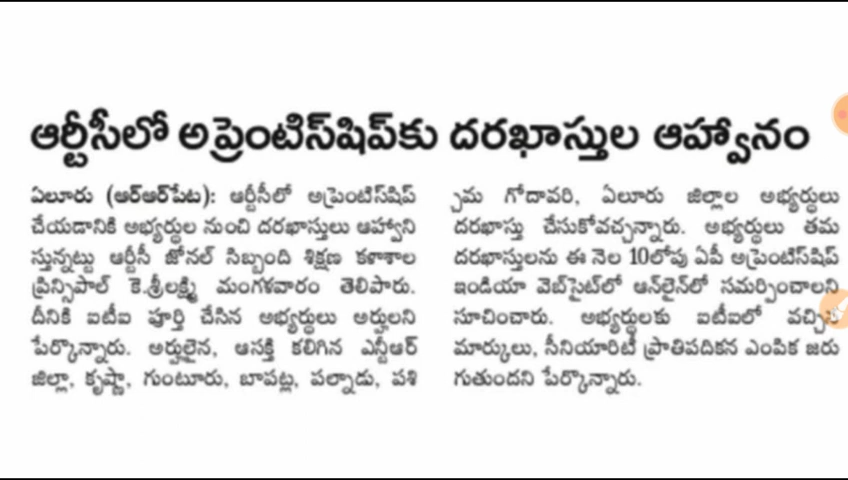 ఆర్టీసీలో అప్రెంటిస్‌షిప్‌కు దరఖాస్తుల ఆహ్వానం
ఏలూరు (ఆర్ఆర్‌పేట): ఆర్టీసీలో అప్రెంటిస్‌షిప్
చేయడానికి అభ్యర్థుల నుంచి దరఖాస్తులు ఆహ్వాని
స్తున్నట్టు ఆర్టీసీ జోనల్ సిబ్బంది శిక్షణ కళాశాల
ప్రిన్సిపాల్ కె.శ్రీలక్ష్మి మంగళవారం తెలిపారు.
దీనికి ఐటీఐ పూర్తి చేసిన అభ్యర్థులు అర్హులని
పేర్కొన్నారు. అర్హులైన, ఆసక్తి కలిగిన ఎన్టీఆర్
జిల్లా, కృష్ణా, గుంటూరు, బాపట్ల, పల్నాడు, పశి
్చమ గోదావరి, ఏలూరు జిల్లాల అభ్యర్థులు
దరఖాస్తు చేసుకోవచ్చన్నారు. అభ్యర్థులు తమ
దరఖాస్తులను ఈ నెల 10లోపు ఏపీ అప్రెంటిస్‌షిప్
ఇండియా వెబ్‌సైట్‌లో ఆన్‌లైన్‌లో సమర్పించాలని
సూచించారు. అభ్యర్థులకు ఐటీఐలో వచ్చిన
మార్కులు, సీనియారిటీ ప్రాతిపదికన ఎంపిక జరు
గుతుందని పేర్కొన్నారు.